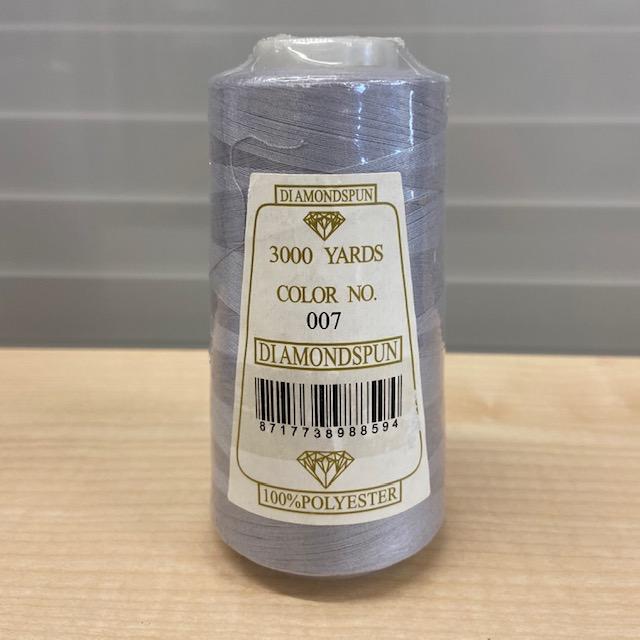 DIAMONDSPUN
3000 YARDS
COLOR NO.
007
DIAMONDSPUN
8717738988594
100%POLYESTER